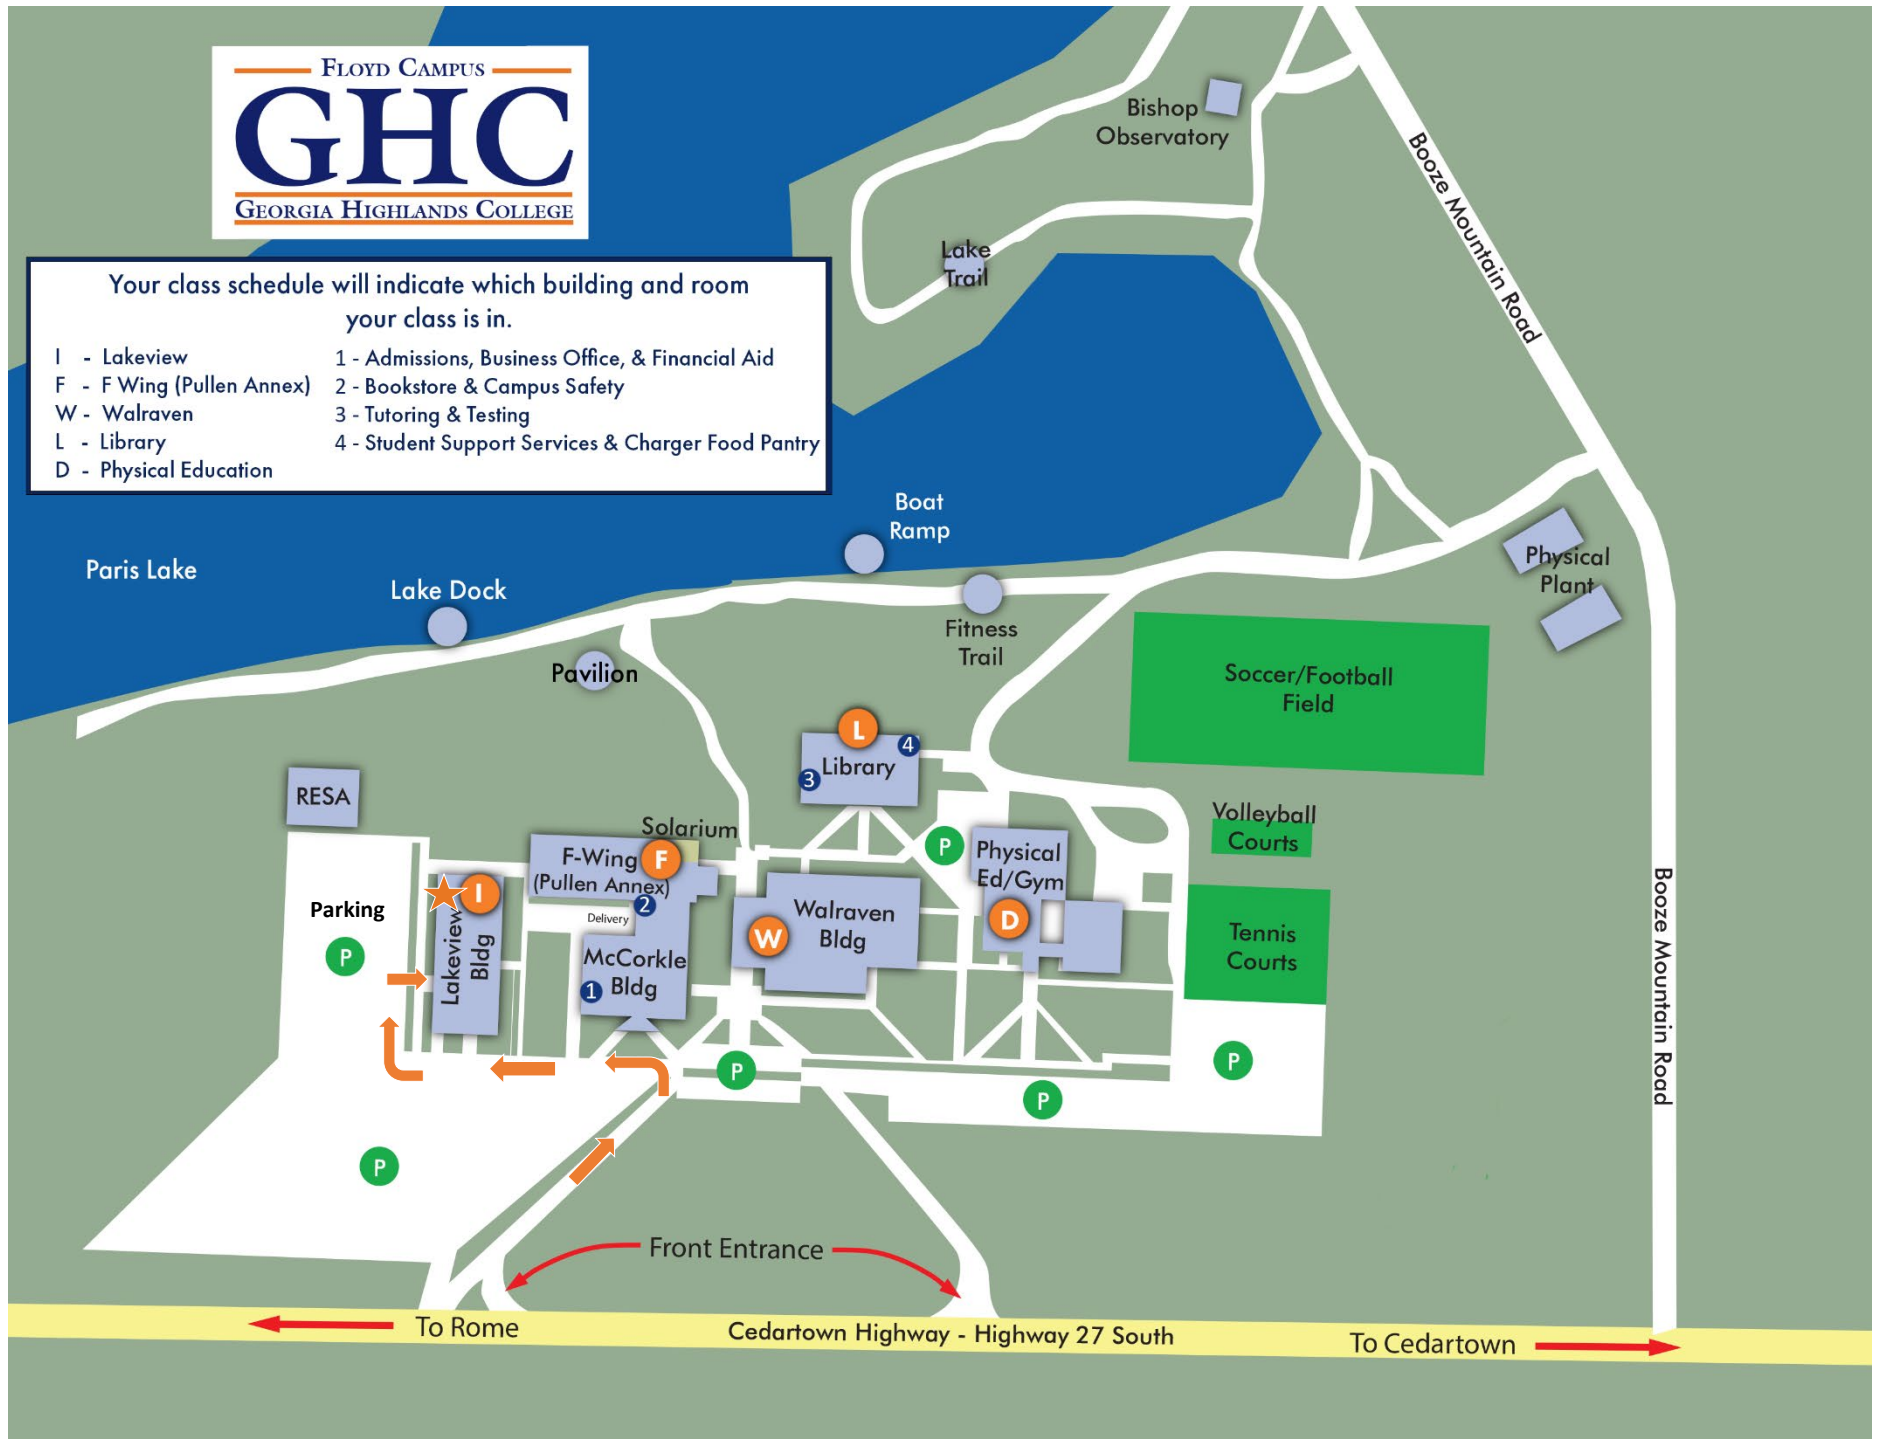 FLOYD CAMPUS
GHC
GEORGIA HIGHLANDS COLLEGE
Your class schedule will indicate which building and room
your class is in.
I - Lakeview
F - F Wing (Pullen Annex)
W - Walraven
L - Library
D - Physical Education
1 - Admissions, Business Office, & Financial Aid
2 - Bookstore & Campus Safety
3 - Tutoring & Testing
4 - Student Support Services & Charger Food Pantry
Bishop
Observatory
Booze Mountain Road
Lake
Trail
Boat
Ramp
Paris Lake
Lake Dock
Physical
Plant
Fitness
Trail
Pavilion
Soccer/Football
Field
L
4
3
Library
RESA
Solarium
Volleyball
Courts
F-Wing
F
(Pullen Annex)
2
P
Physical
Ed/Gym
D
Parking
P
I
Lakeview
Bldg
Delivery
Walraven
Bldg
W
Tennis
Courts
McCorkle
Bldg
1
Booze Mountain Road
P
P
P
P
Front Entrance
To Rome
Cedartown Highway - Highway 27 South
To Cedartown